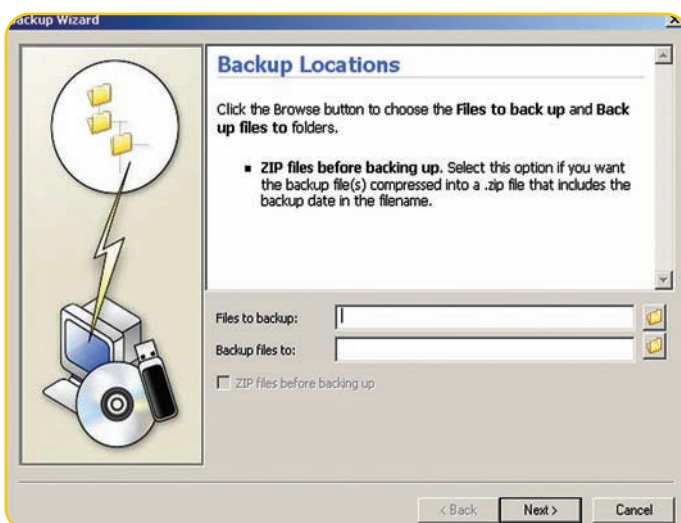 Backup Wizard
Backup Locations
Click the Browse button to choose the Files to back up and Back
up files to folders.
▪ ZIP files before backing up. Select this option if you want
the backup file(s) compressed into a .zip file that includes the
backup date in the filename.
Files to backup:
Backup files to:
ZIP files before backing up
< Back
Next >
Cancel